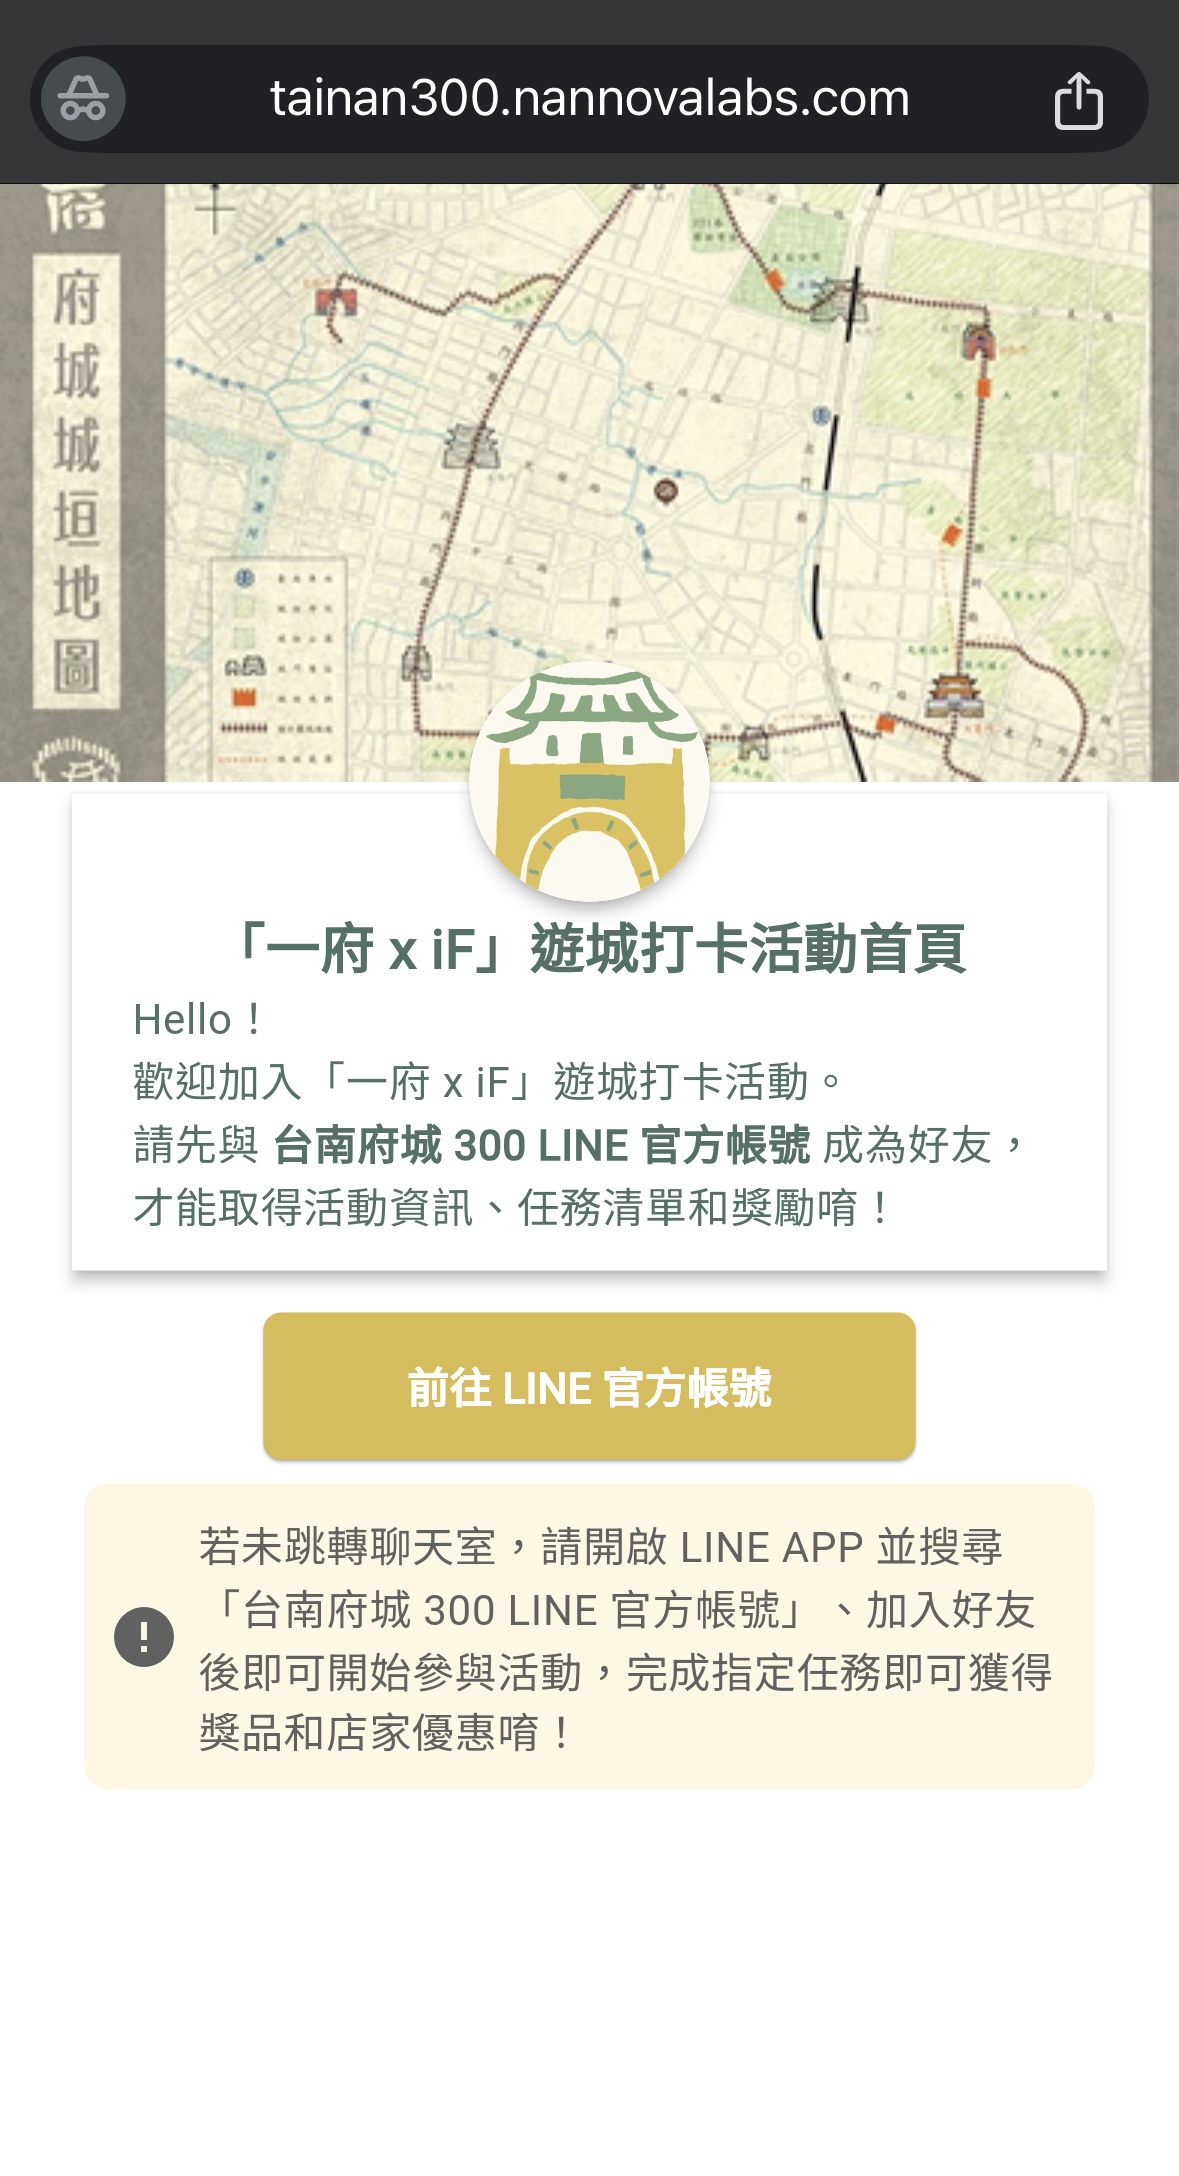 tainan300.nannovalabs.com
府城城垣地圖
「一府 x iF」遊城打卡活動首頁
Hello！
歡迎加入「一府 x iF」遊城打卡活動。
請先與 台南府城 300 LINE 官方帳號 成為好友，
才能取得活動資訊、任務清單和獎勵唷！
前往 LINE 官方帳號
若未跳轉聊天室，請開啟 LINE APP 並搜尋
「台南府城 300 LINE 官方帳號」、加入好友
後即可開始參與活動，完成指定任務即可獲得
獎品和店家優惠唷！